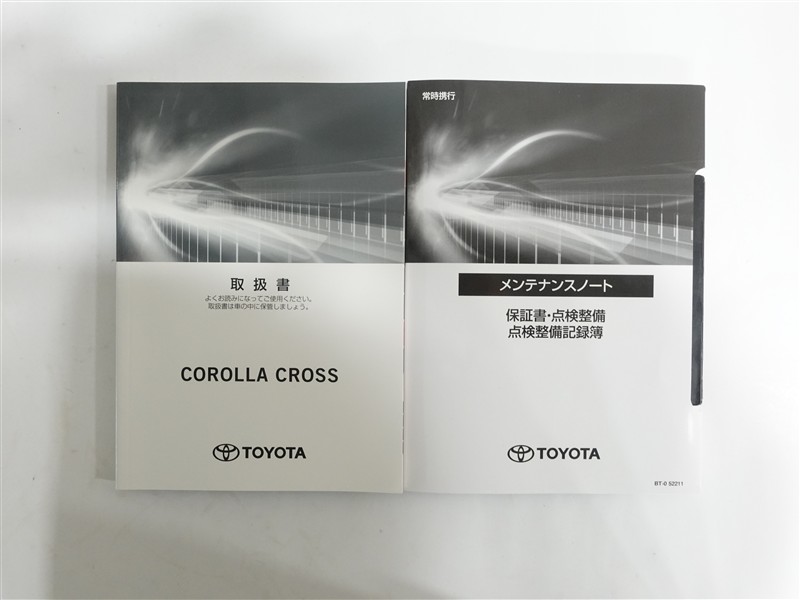 取扱書
よくお読みになってご使用ください。
取扱書は車の中に保管しましょう。
COROLLA CROSS
TOYOTA
常時携行
メンテナンスノート
保証書・点検整備
点検整備記録簿
TOYOTA
BT-0 52211